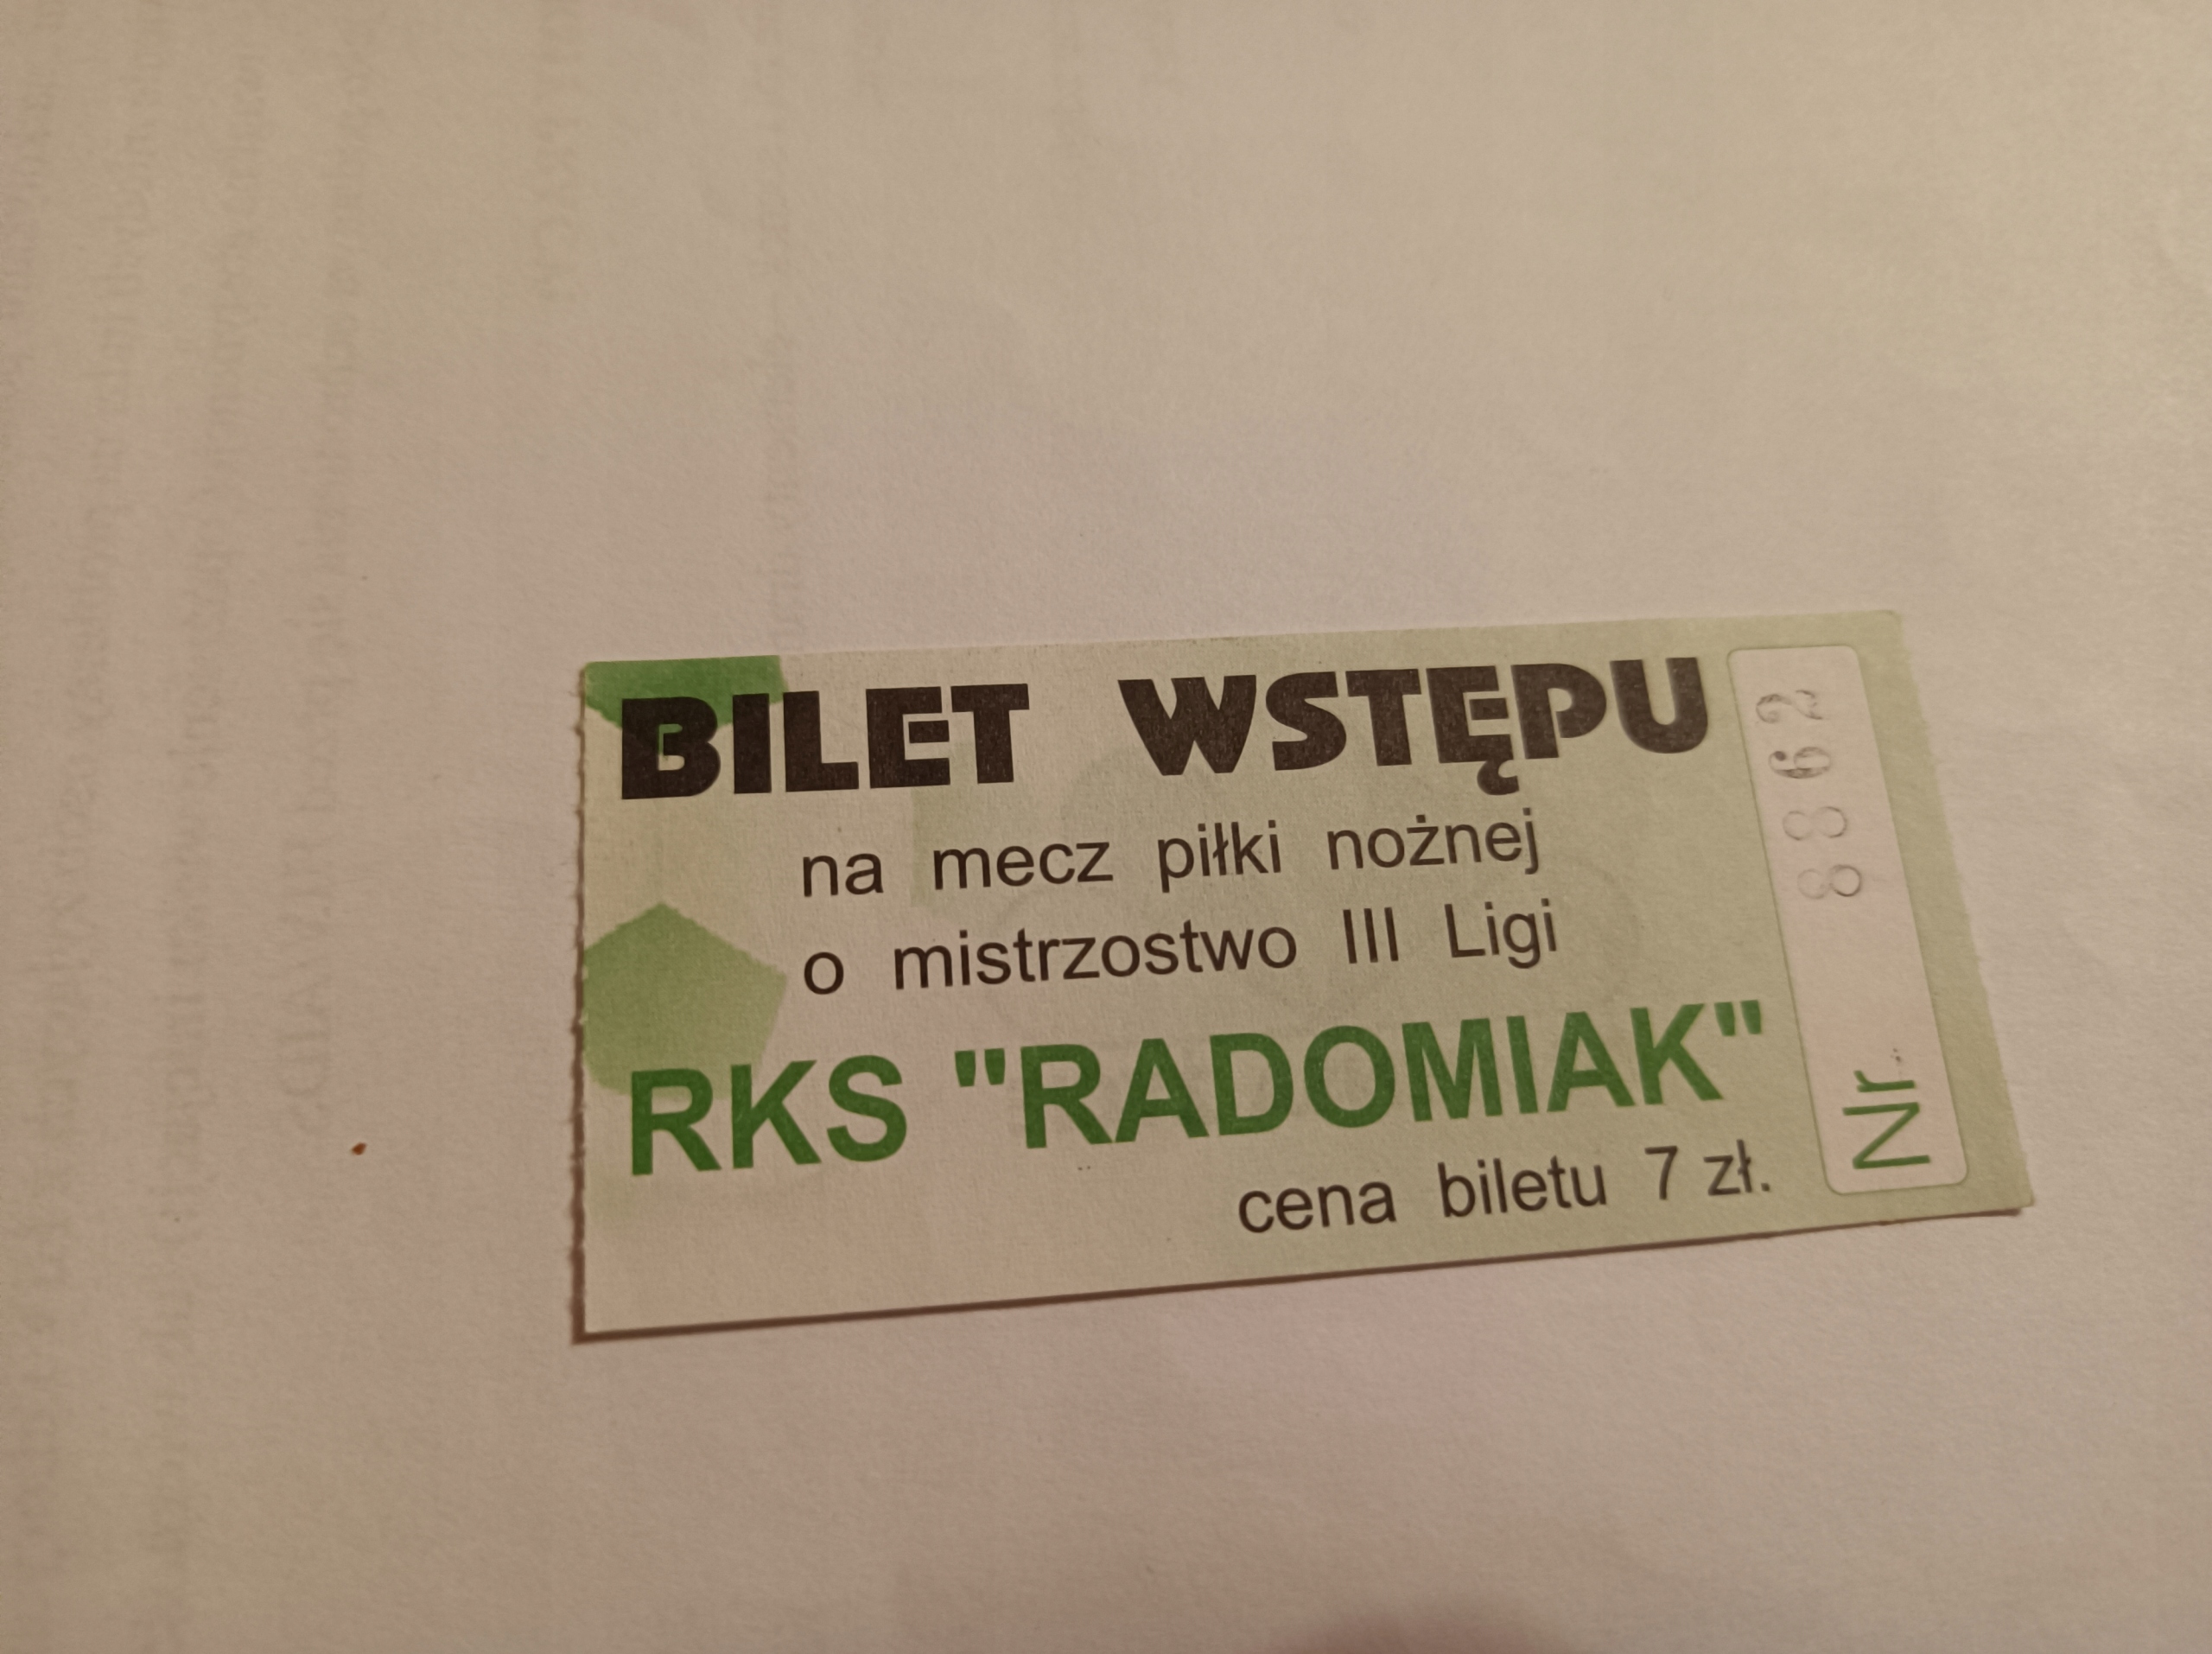 BILET WSTĘPU
na mecz piłki nożnej
o mistrzostwo III Ligi
RKS "RADOMIAK"
cena biletu 7 zł.
Nr 8862